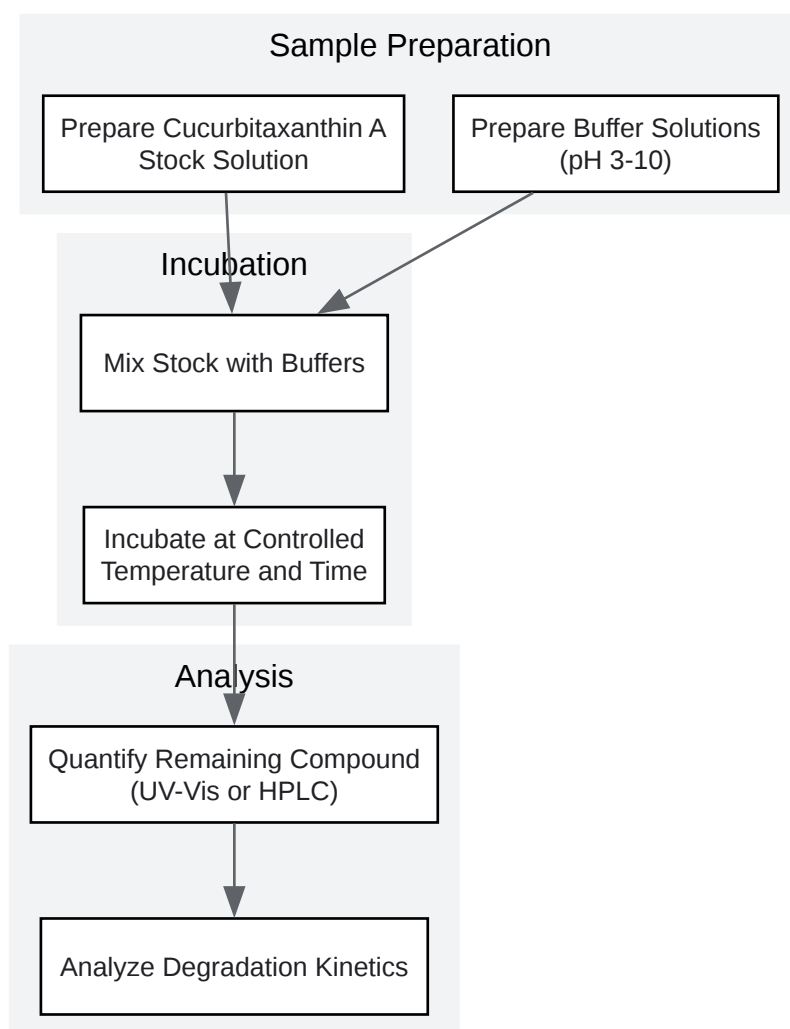 Sample Preparation
Prepare Cucurbitaxanthin A
Stock Solution
Prepare Buffer Solutions
(pH 3-10)
Incubation
Mix Stock with Buffers
Incubate at Controlled
Temperature and Time
Analysis
Quantify Remaining Compound
(UV-Vis or HPLC)
Analyze Degradation Kinetics